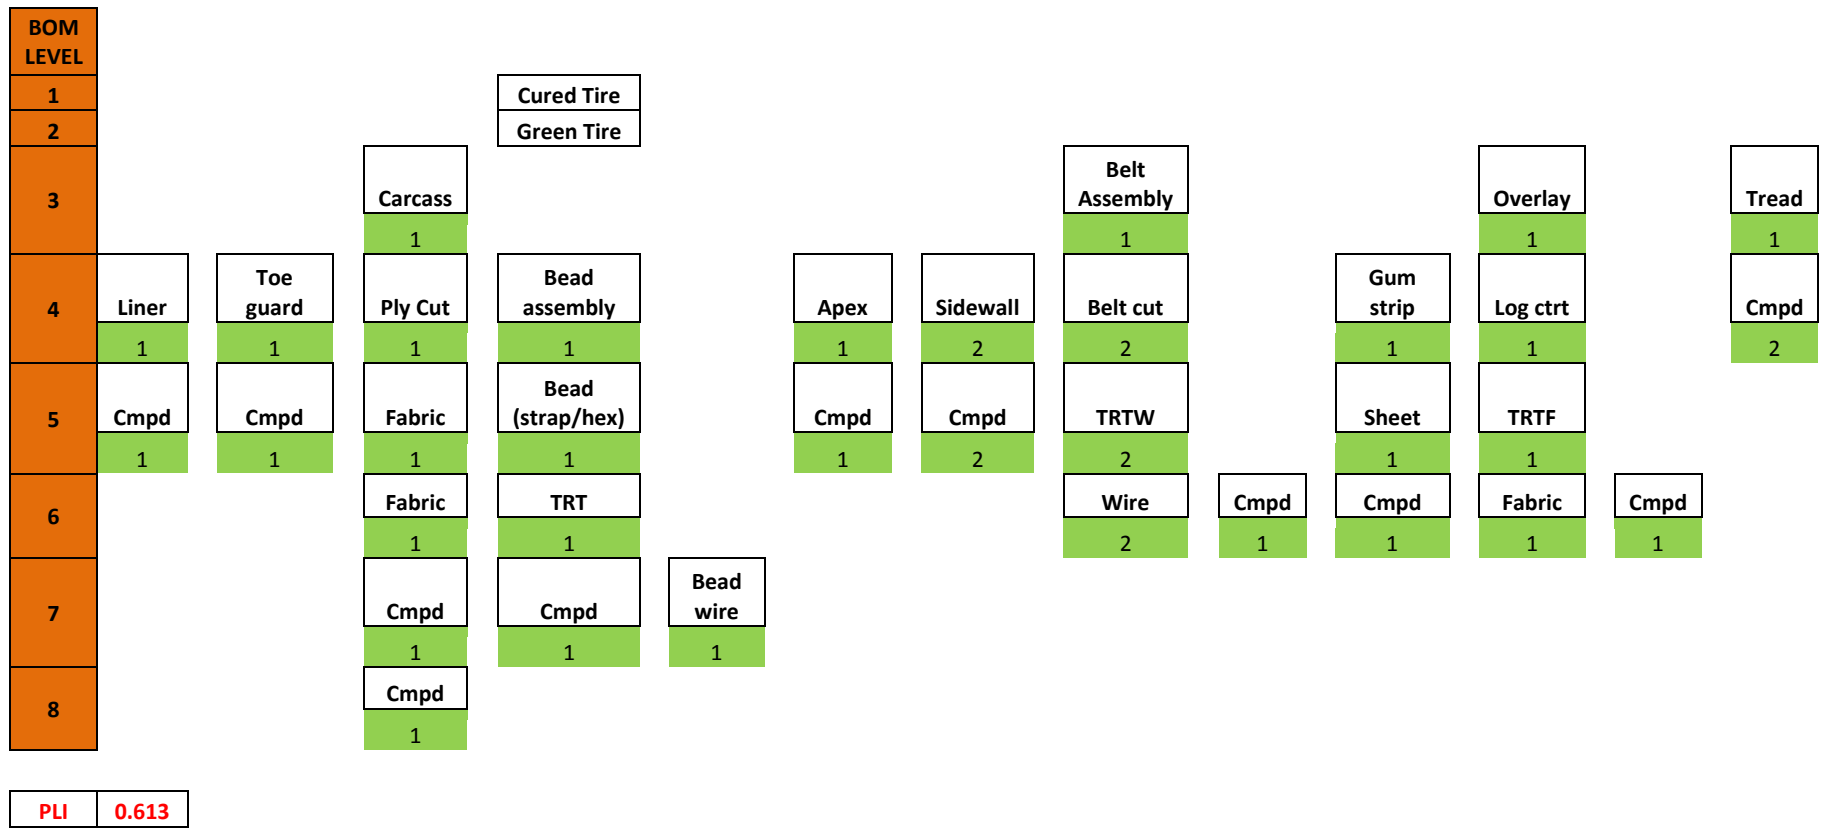 BOM
LEVEL
1
Cured Tire
2
Green Tire
3
Carcass
Belt
Assembly
Overlay
Tread
1
1
1
1
4
Liner
Toe
guard
Ply Cut
Bead
assembly
Apex
Sidewall
Belt cut
Gum
strip
Log ctrt
Cmpd
1
1
1
1
1
2
2
1
1
2
5
Cmpd
Cmpd
Fabric
Bead
(strap/hex)
Cmpd
Cmpd
TRTW
Sheet
TRTF
1
1
1
1
1
2
2
1
1
6
Fabric
TRT
Wire
Cmpd
Cmpd
Fabric
Cmpd
1
1
2
1
1
1
1
7
Cmpd
Cmpd
Bead
wire
1
1
1
8
Cmpd
1
PLI
0.613